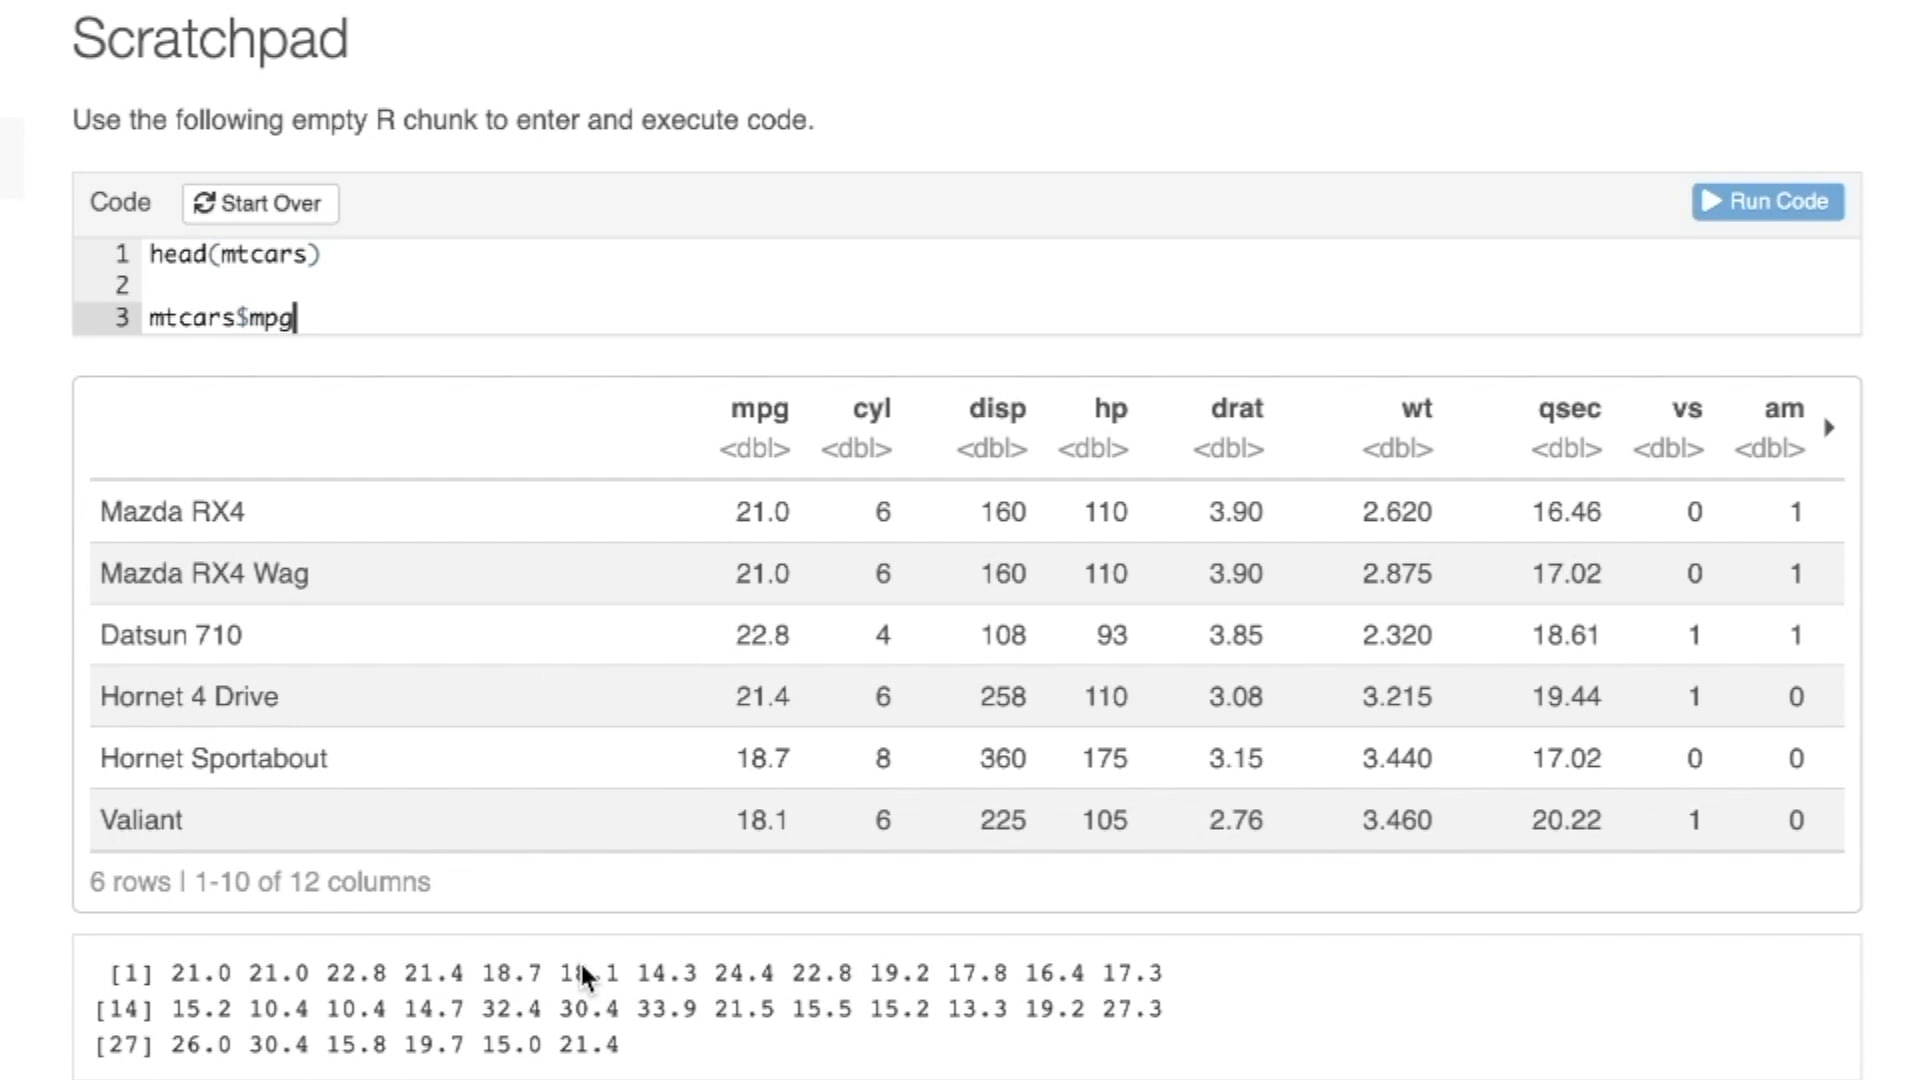 Scratchpad
Use the following empty R chunk to enter and execute code.
Code Start Over Run Code
1 head(mtcars)
2
3 mtcars$mpg
mpg cyl disp hp drat wt qsec vs am
<dbl> <dbl> <dbl> <dbl> <dbl> <dbl> <dbl> <dbl> <dbl>
Mazda RX4 21.0 6 160 110 3.90 2.620 16.46 0 1
Mazda RX4 Wag 21.0 6 160 110 3.90 2.875 17.02 0 1
Datsun 710 22.8 4 108 93 3.85 2.320 18.61 1 1
Hornet 4 Drive 21.4 6 258 110 3.08 3.215 19.44 1 0
Hornet Sportabout 18.7 8 360 175 3.15 3.440 17.02 0 0
Valiant 18.1 6 225 105 2.76 3.460 20.22 1 0
6 rows | 1-10 of 12 columns
[1] 21.0 21.0 22.8 21.4 18.7 14.3 24.4 22.8 19.2 17.8 16.4 17.3
[14] 15.2 10.4 10.4 14.7 32.4 30.4 33.9 21.5 15.5 15.2 13.3 19.2 27.3
[27] 26.0 30.4 15.8 19.7 15.0 21.4